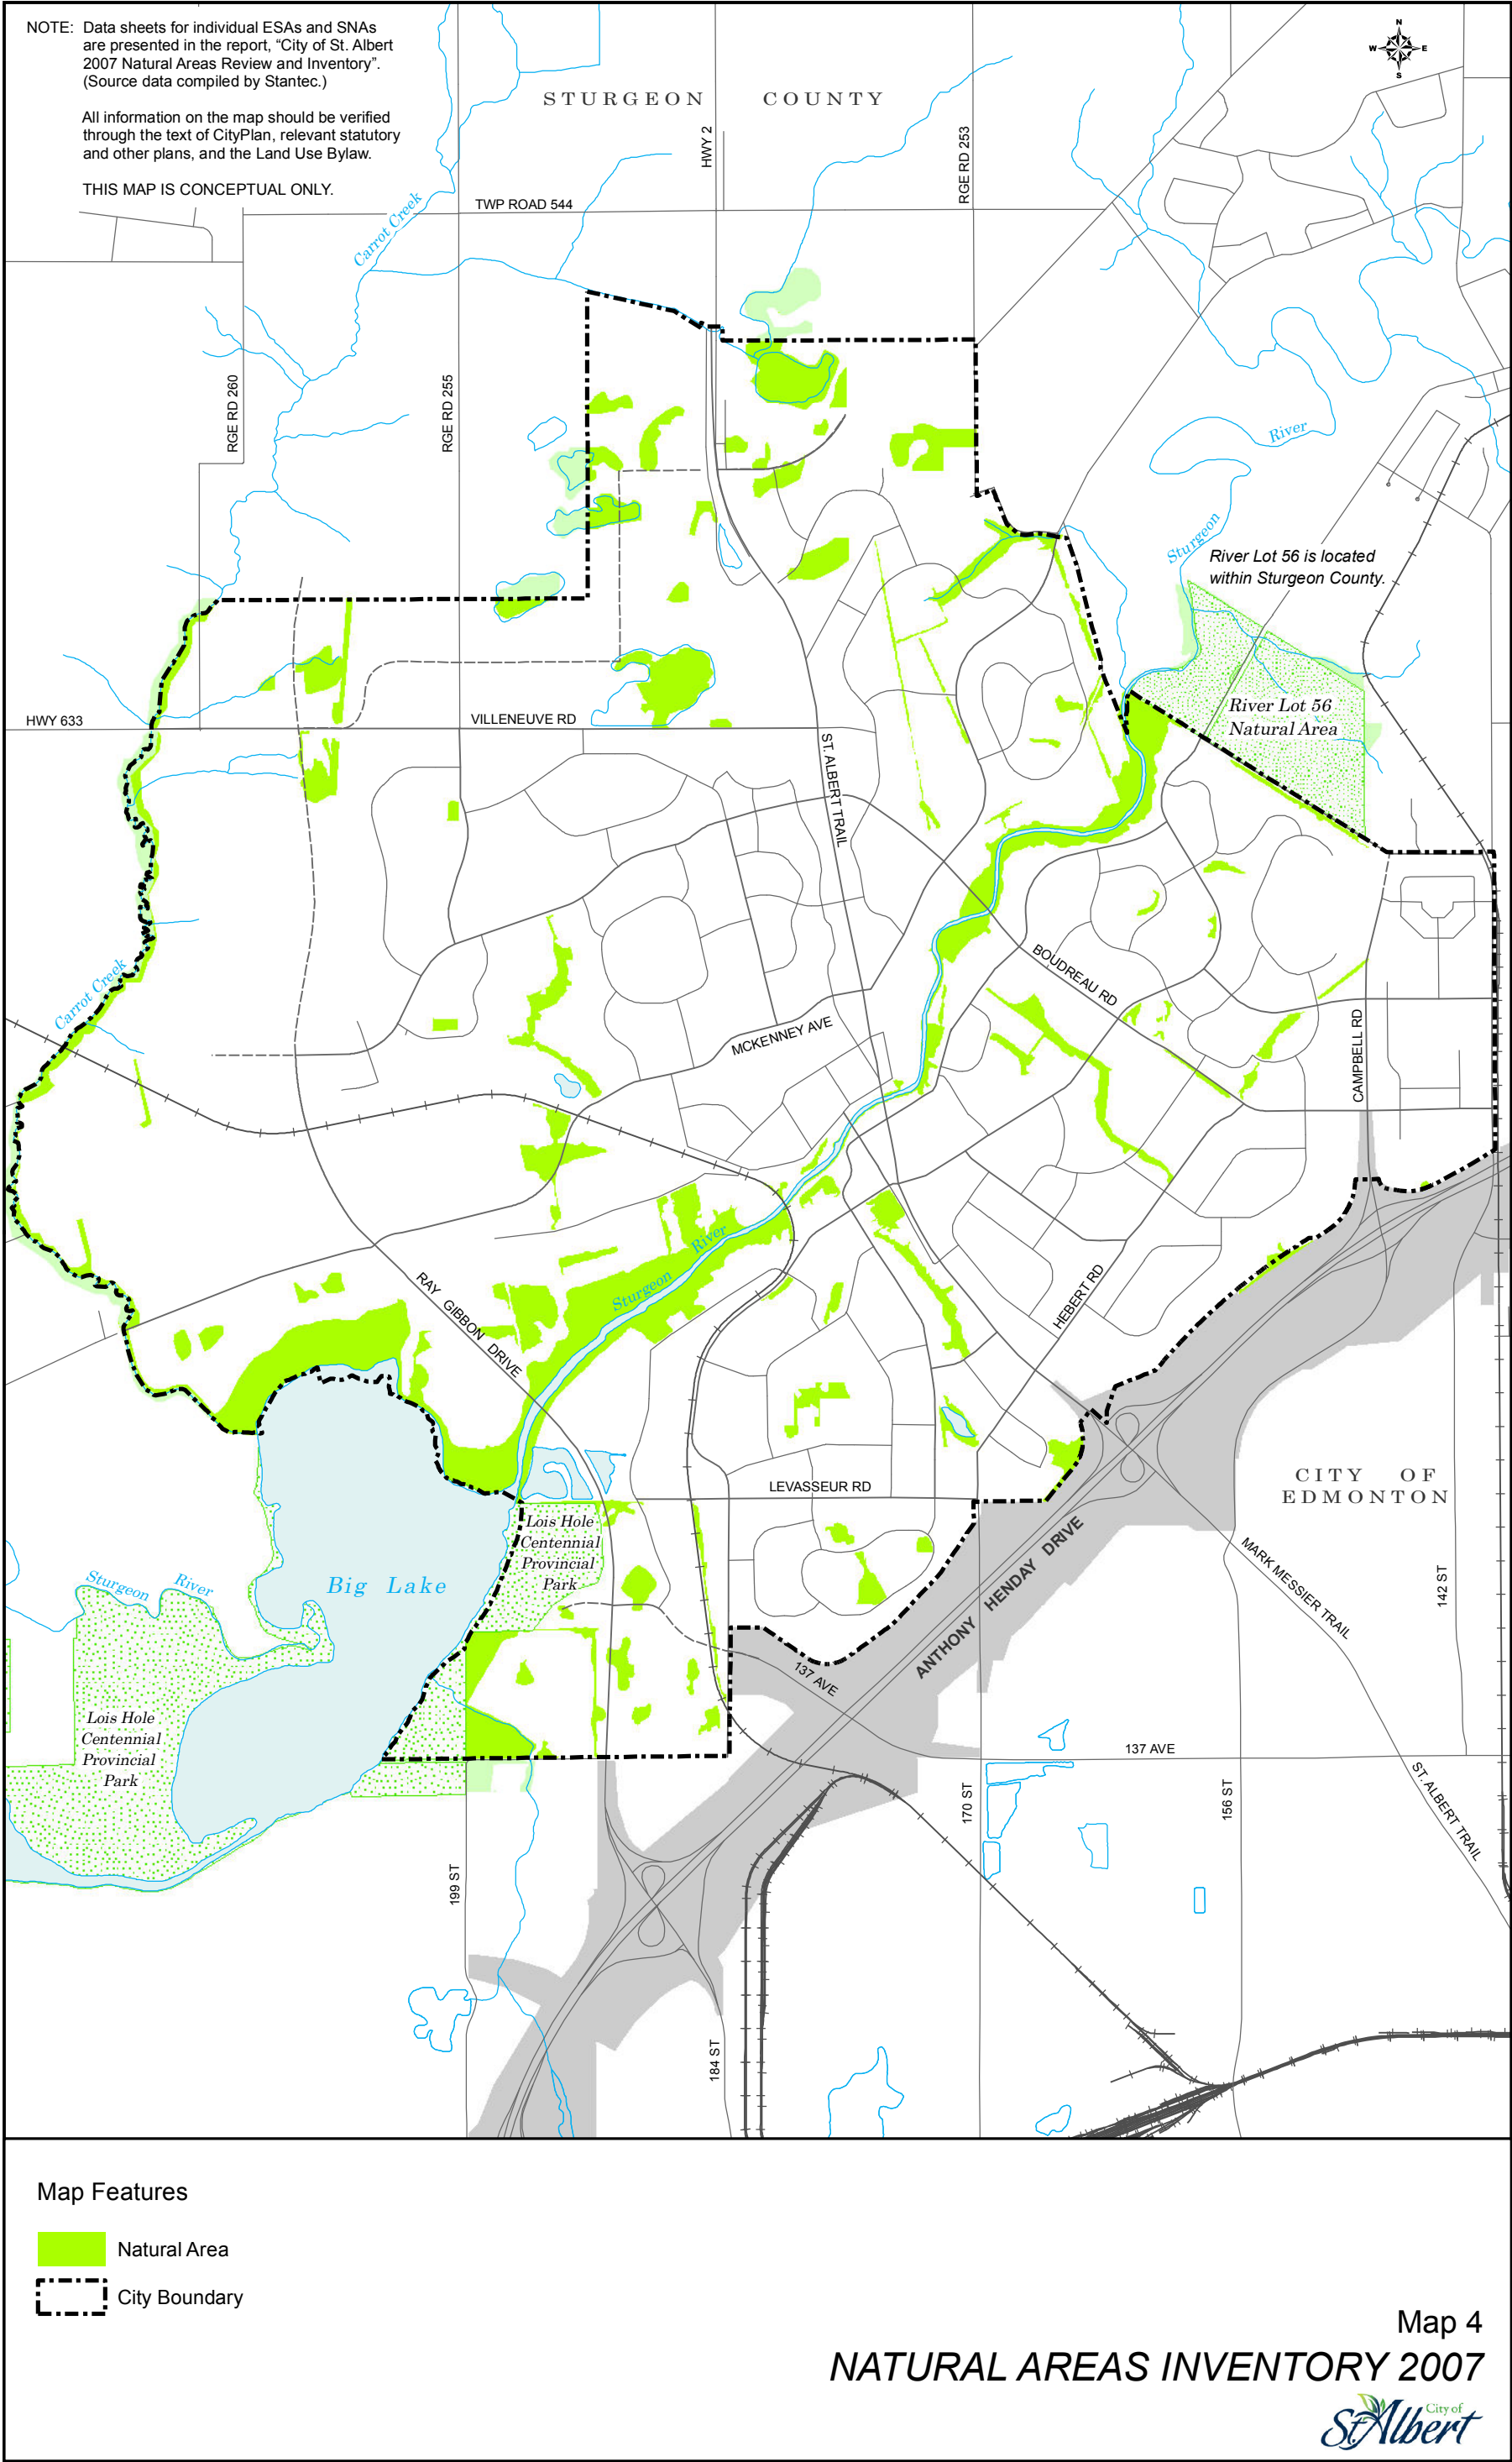 NOTE: Data sheets for individual ESAs and SNAs
are presented in the report, “City of St. Albert
2007 Natural Areas Review and Inventory”.
(Source data compiled by Stantec.)
All information on the map should be verified
through the text of CityPlan, relevant statutory
and other plans, and the Land Use Bylaw.
THIS MAP IS CONCEPTUAL ONLY.
N
W E
S
STURGEON COUNTY
HWY 2
RGE RD 253
TWP ROAD 544
Carrot Creek
RGE RD 260
RGE RD 255
River
Sturgeon
River Lot 56 is located
within Sturgeon County.
River Lot 56
Natural Area
HWY 633
VILLENEUVE RD
ST. ALBERT TRAIL
BOUDREAU RD
Carrot Creek
MCKENNEY AVE
CAMPBELL RD
River
Sturgeon
RAY GIBBON DRIVE
HEBERT RD
LEVASSEUR RD
CITY OF
EDMONTON
Lois Hole
Centennial
Provincial
Park
ANTHONY HENDAY DRIVE
MARK MESSIER TRAIL
142 ST
Sturgeon River
Big Lake
137 AVE
Lois Hole
Centennial
Provincial
Park
137 AVE
170 ST
156 ST
ST. ALBERT TRAIL
199 ST
184 ST
Map Features
Natural Area
City Boundary
Map 4
NATURAL AREAS INVENTORY 2007
City of
St. Albert